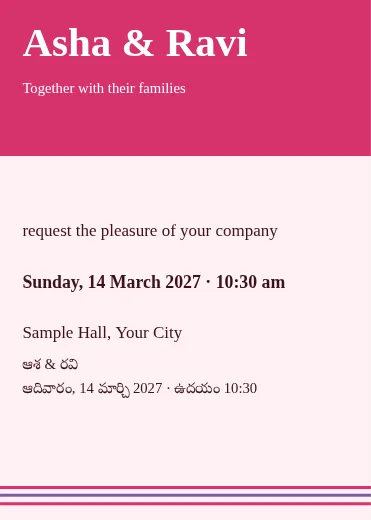 Asha & Ravi
Together with their families
request the pleasure of your company
Sunday, 14 March 2027 · 10:30 am
Sample Hall, Your City
ఆశ & రవి
ఆదివారం, 14 మార్చి 2027 · ఉదయం 10:30